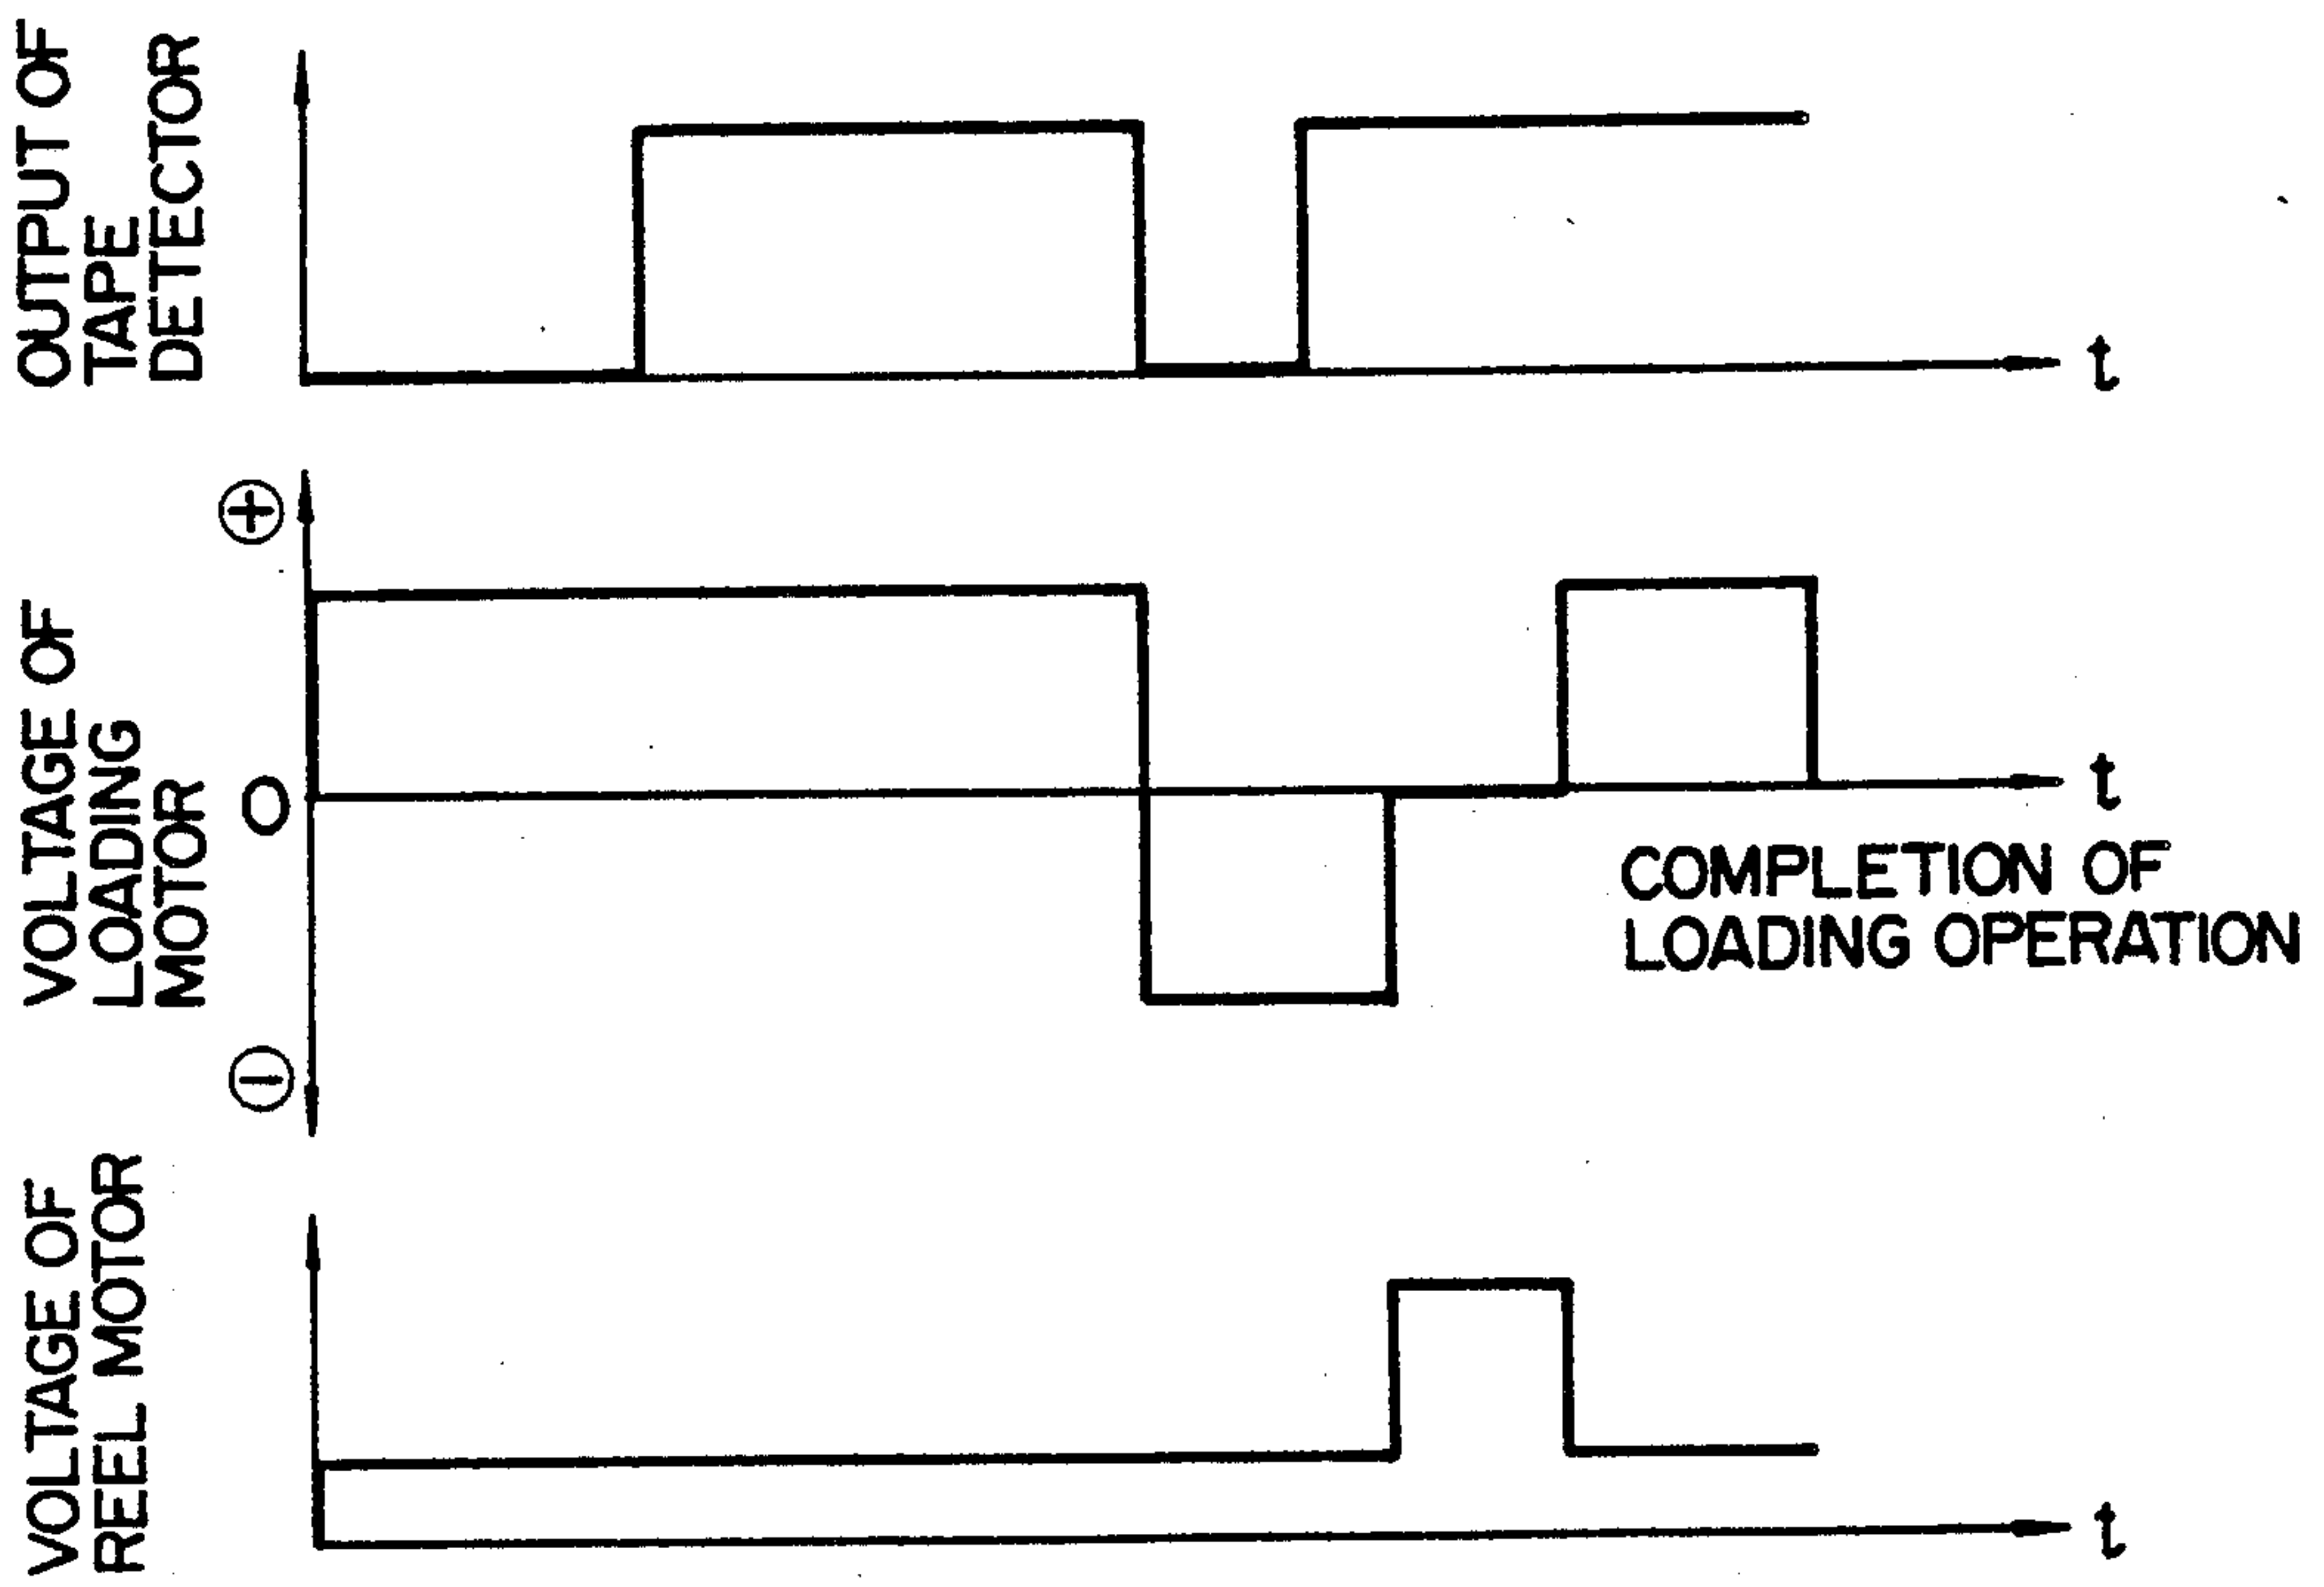 OUTPUT OF
TAPE
DETECTOR
t
⊕
VOLTAGE OF
LOADING
MOTOR
O
t
COMPLETION OF
LOADING OPERATION
⊖
VOLTAGE OF
REEL MOTOR
t